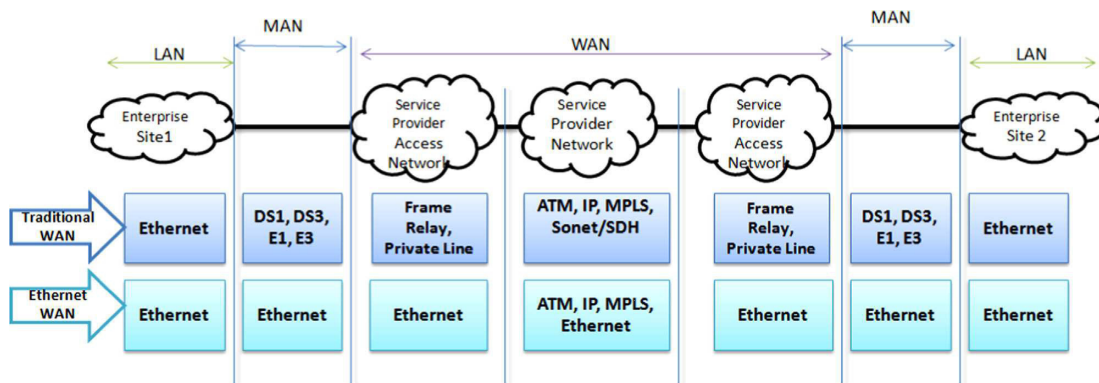 MAN
MAN
LAN
WAN
LAN
Enterprise
Site1
Service
Provider
Access
Network
Service
Provider
Network
Service
Provider
Access
Network
Enterprise
Site 2
Traditional
WAN
Ethernet
DS1, DS3,
E1, E3
Frame
Relay,
Private Line
ATM, IP, MPLS,
Sonet/SDH
Frame
Relay,
Private Line
DS1, DS3,
E1, E3
Ethernet
Ethernet
WAN
Ethernet
Ethernet
Ethernet
ATM, IP, MPLS,
Ethernet
Ethernet
Ethernet
Ethernet